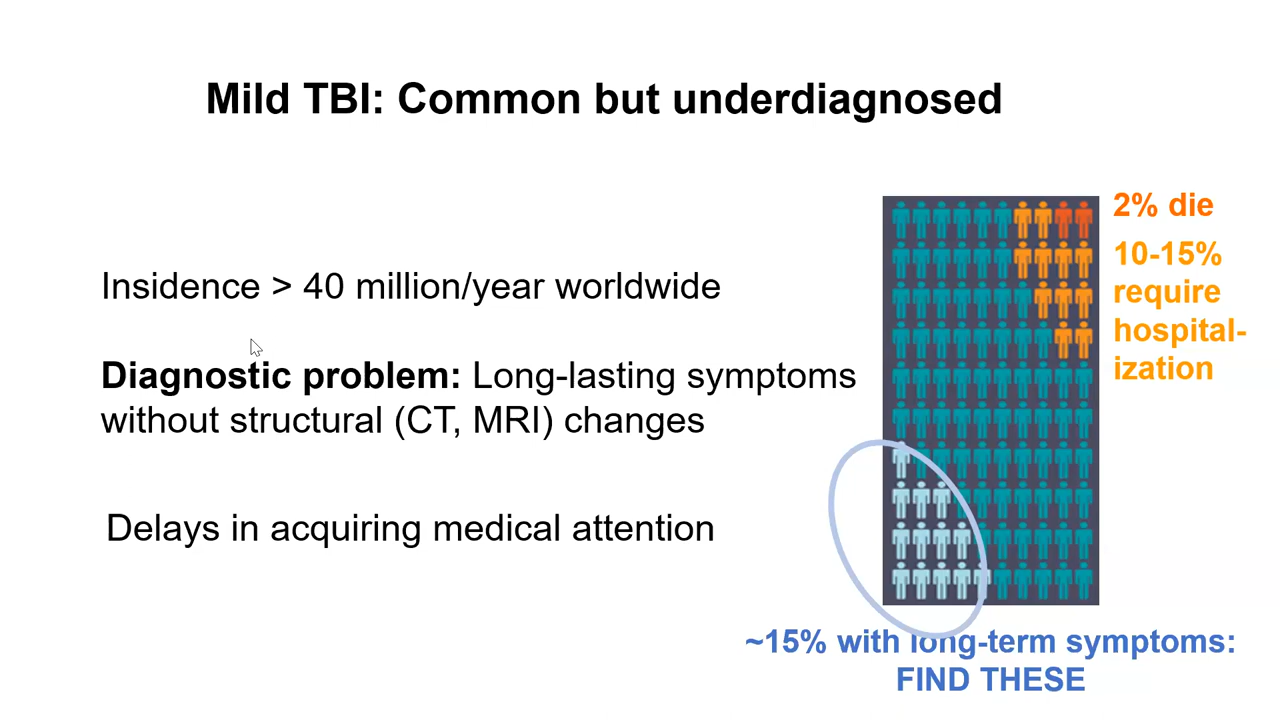 Mild TBI: Common but underdiagnosed
Insidence > 40 million/year worldwide
Diagnostic problem: Long-lasting symptoms
without structural (CT, MRI) changes
Delays in acquiring medical attention
2% die
10-15%
require
hospital-
ization
~15% with long-term symptoms:
FIND THESE